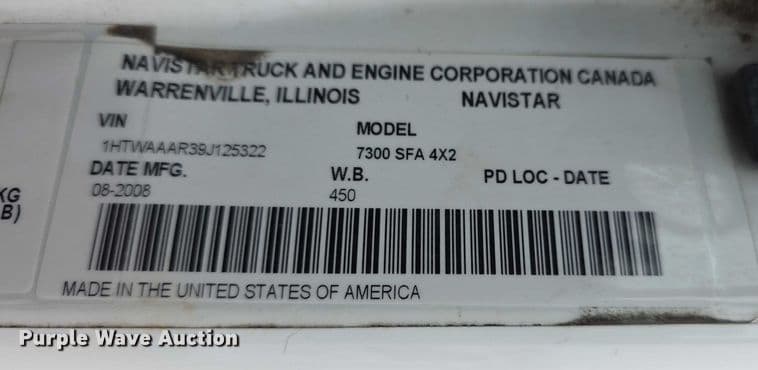 NAVISTAR TRUCK AND ENGINE CORPORATION CANADA
WARRENVILLE, ILLINOIS NAVISTAR
VIN MODEL
1HTWAAAR39J125322 7300 SFA 4X2
DATE MFG. W.B. PD LOC - DATE
08-2008 450
KG
B)
MADE IN THE UNITED STATES OF AMERICA
Purple Wave Auction